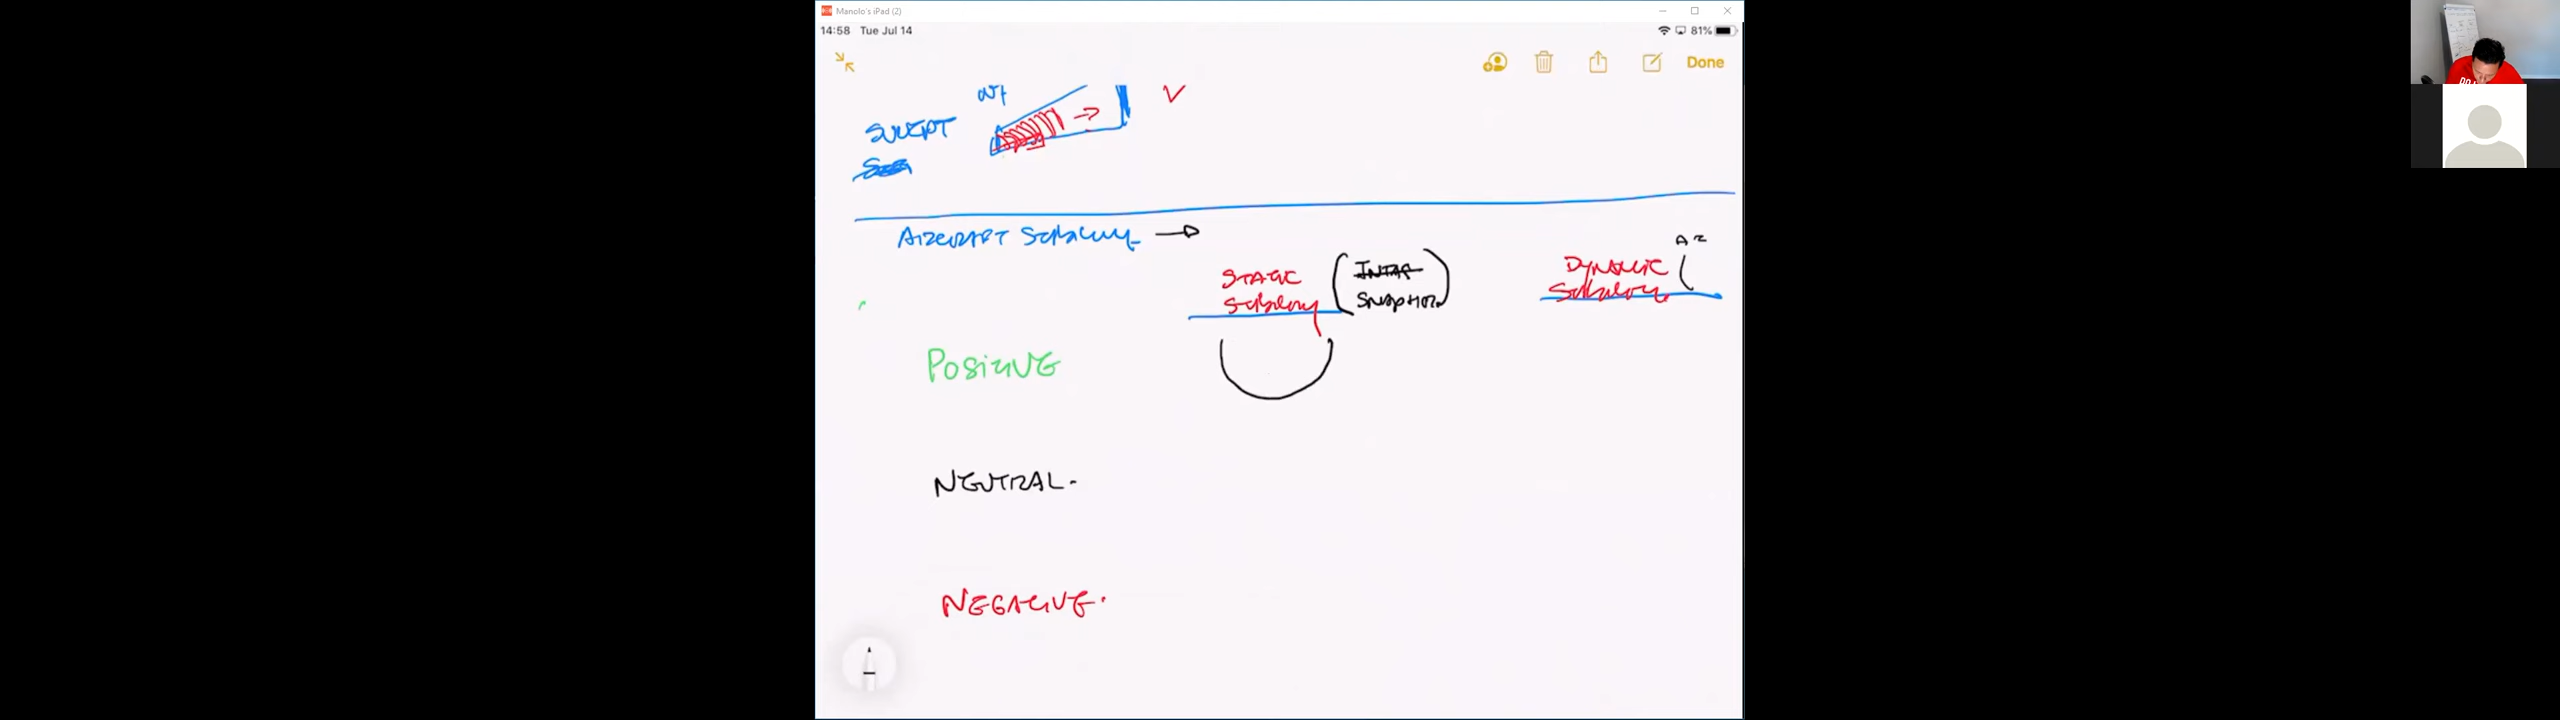 Manolo's iPad (2)
14:58 Tue Jul 14
81%
Done
SWEPT
V
AIRCRAFT Stability
STATIC
Stability
SNAPSHOT
DYNAMIC
Stability
POSITIVE
NEUTRAL.
NEGATIVE.